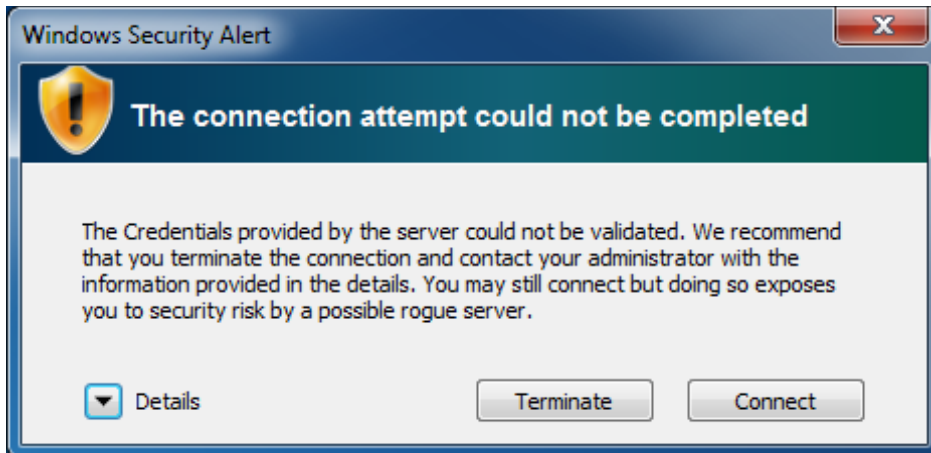 Windows Security Alert
The connection attempt could not be completed
The Credentials provided by the server could not be validated. We recommend
that you terminate the connection and contact your administrator with the
information provided in the details. You may still connect but doing so exposes
you to security risk by a possible rogue server.
Details
Terminate
Connect